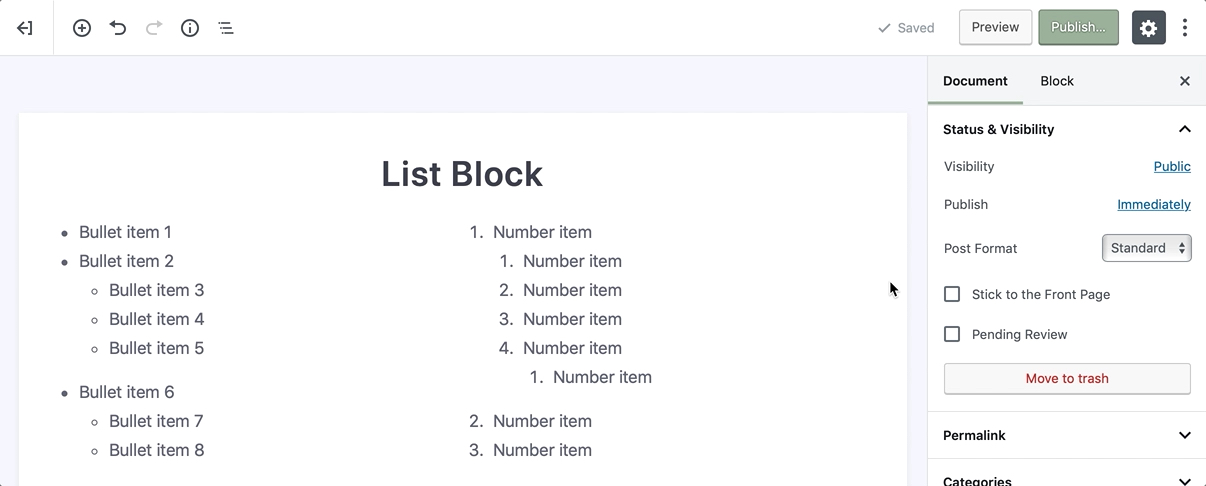 Saved
Preview
Publish...
Document
Block
Status & Visibility
Visibility
Public
Publish
Immediately
Post Format
Standard
Stick to the Front Page
Pending Review
Move to trash
Permalink
Categories
List Block
• Bullet item 1
• Bullet item 2
◦ Bullet item 3
◦ Bullet item 4
◦ Bullet item 5
• Bullet item 6
◦ Bullet item 7
◦ Bullet item 8
1. Number item
1. Number item
2. Number item
3. Number item
4. Number item
1. Number item
2. Number item
3. Number item